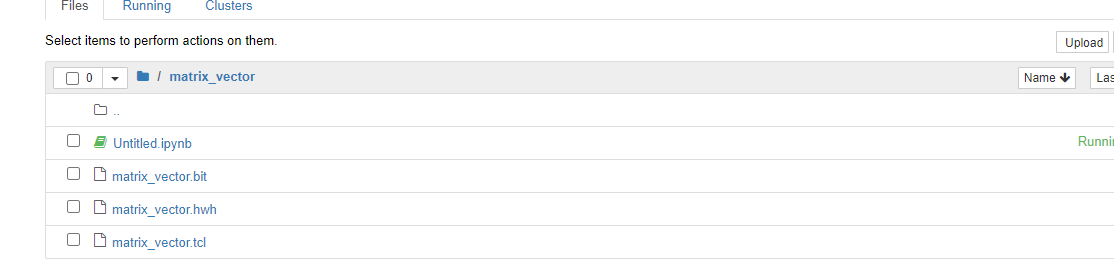 Files Running Clusters
Select items to perform actions on them.
Upload
0 / matrix_vector Name
..
Untitled.ipynb
matrix_vector.bit
matrix_vector.hwh
matrix_vector.tcl